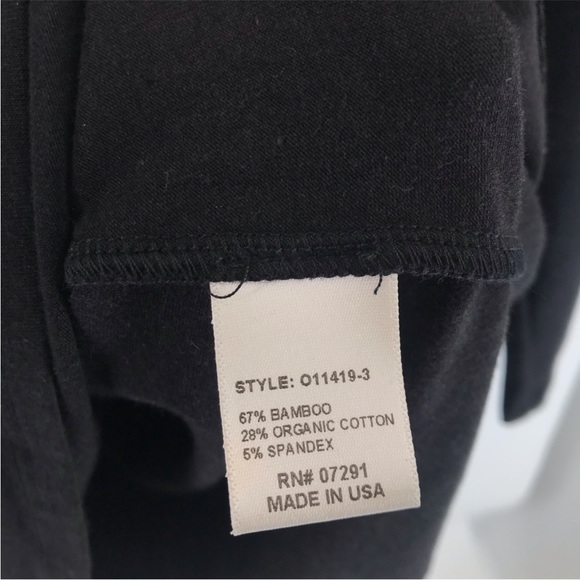 STYLE: O11419-3
67% BAMBOO
28% ORGANIC COTTON
5% SPANDEX
RN# 07291
MADE IN USA